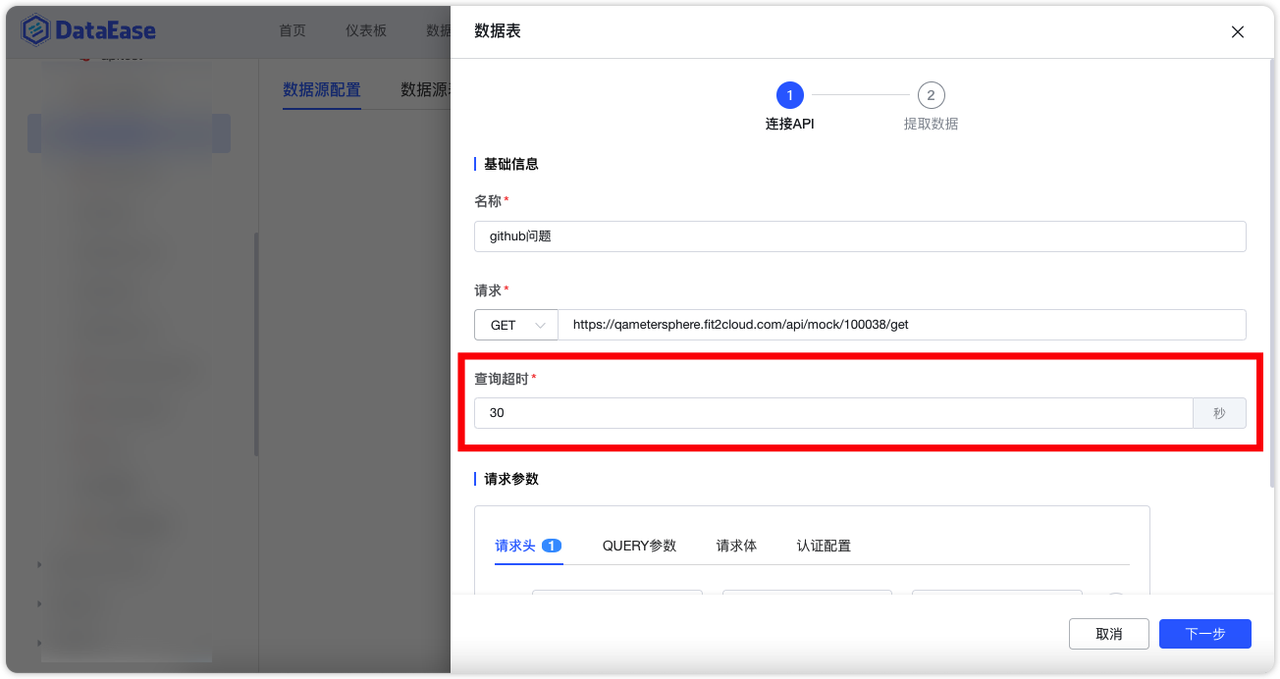 DataEase
首页
仪表板
数据
数据源配置
数据源
数据表
1
2
连接API
提取数据
基础信息
名称*
github问题
请求*
GET
https://qametersphere.fit2cloud.com/api/mock/100038/get
查询超时*
30
秒
请求参数
请求头 1
QUERY参数
请求体
认证配置
取消
下一步